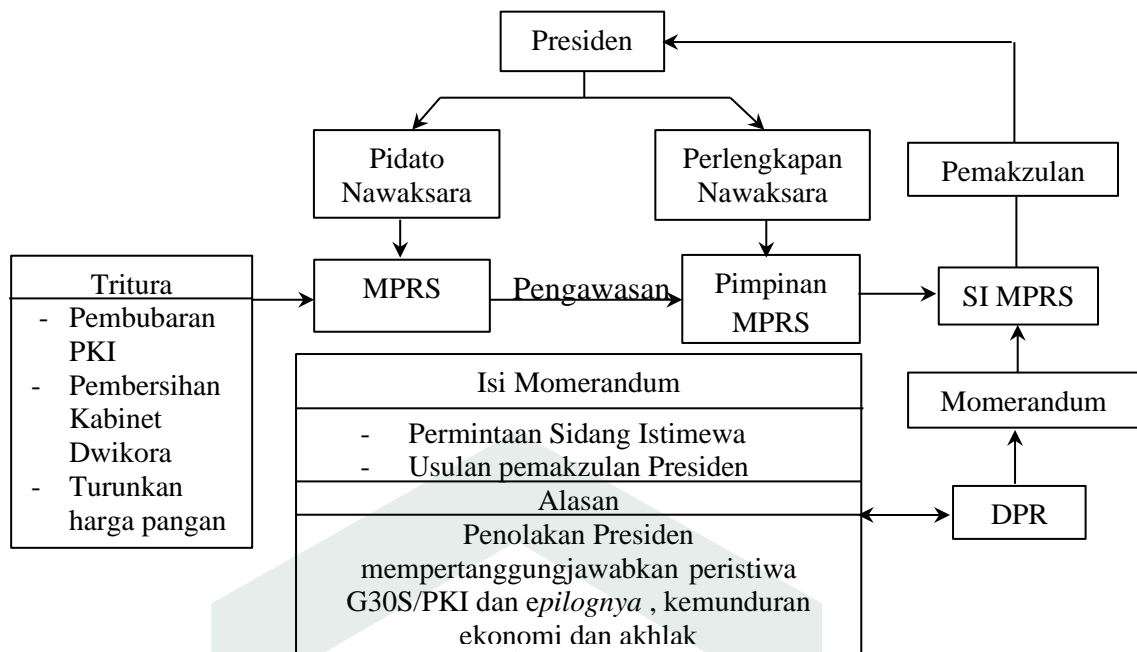 Presiden
Pidato
Nawaksara
Perlengkapan
Nawaksara
Pemakzulan
Tritura
- Pembubaran
PKI
- Pembersihan
Kabinet
Dwikora
- Turunkan
harga pangan
MPRS
Pengawasan
Pimpinan
MPRS
SI MPRS
Isi Momerandum
- Permintaan Sidang Istimewa
- Usulan pemakzulan Presiden
Alasan
Penolakan Presiden
mempertanggungjawabkan peristiwa
G30S/PKI dan epilognya , kemunduran
ekonomi dan akhlak
Momerandum
DPR